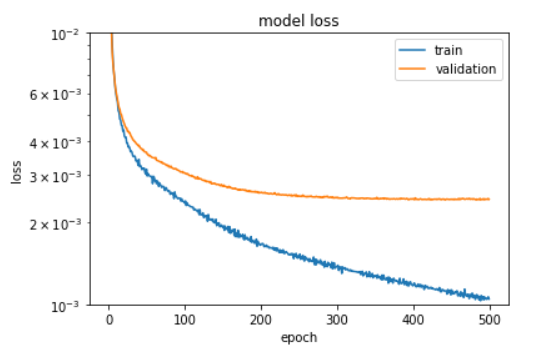 model loss
10⁻²
6 × 10⁻³
4 × 10⁻³
3 × 10⁻³
2 × 10⁻³
10⁻³
loss
train
validation
0 100 200 300 400 500
epoch